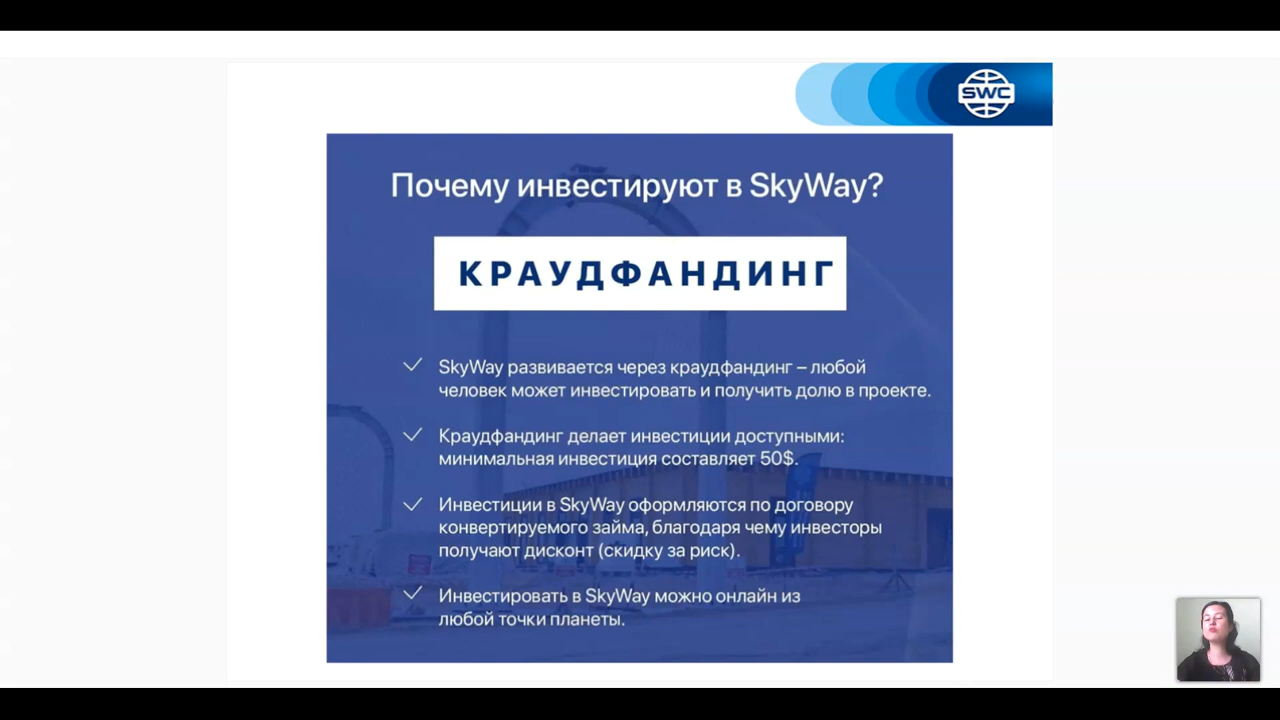 SWC
Почему инвестируют в SkyWay?
КРАУДФАНДИНГ
SkyWay развивается через краудфандинг – любой
человек может инвестировать и получить долю в проекте.
Краудфандинг делает инвестиции доступными:
минимальная инвестиция составляет 50$.
Инвестиции в SkyWay оформляются по договору
конвертируемого займа, благодаря чему инвесторы
получают дисконт (скидку за риск).
Инвестировать в SkyWay можно онлайн из
любой точки планеты.